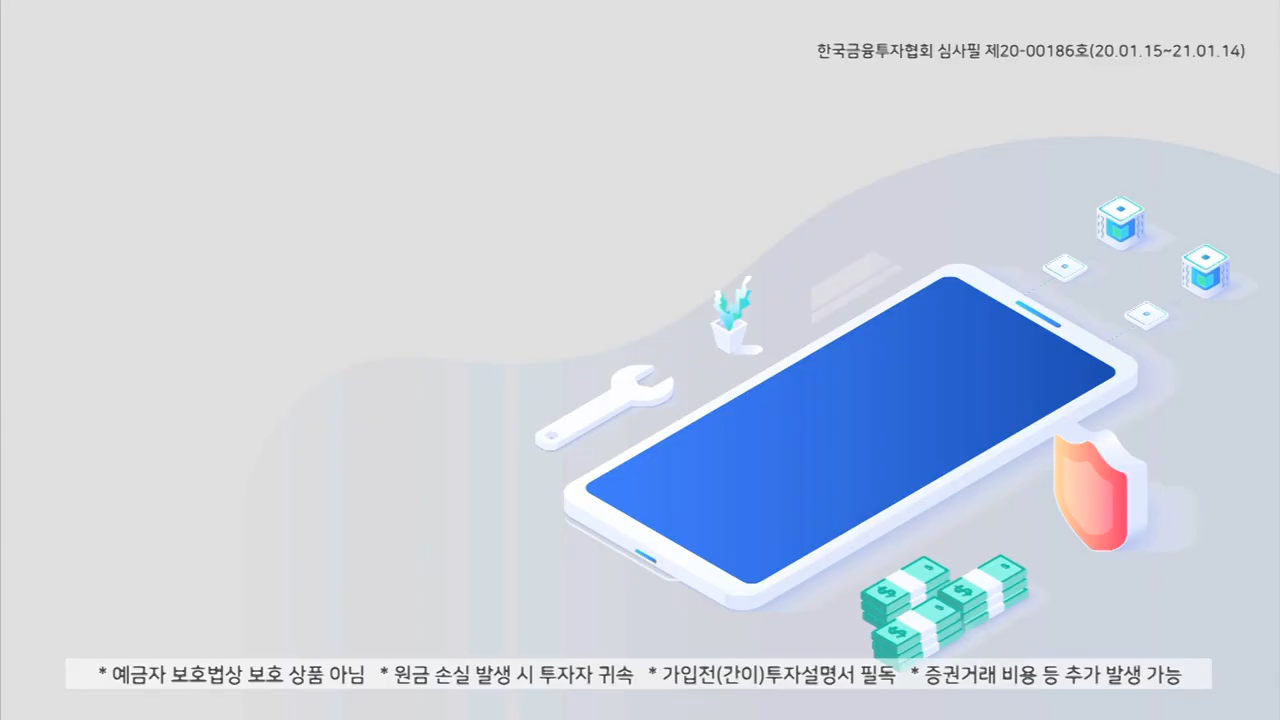 한국금융투자협회 심사필 제20-00186호(20.01.15~21.01.14)
* 예금자 보호법상 보호 상품 아님 * 원금 손실 발생 시 투자자 귀속 * 가입전(간이)투자설명서 필독 * 증권거래 비용 등 추가 발생 가능